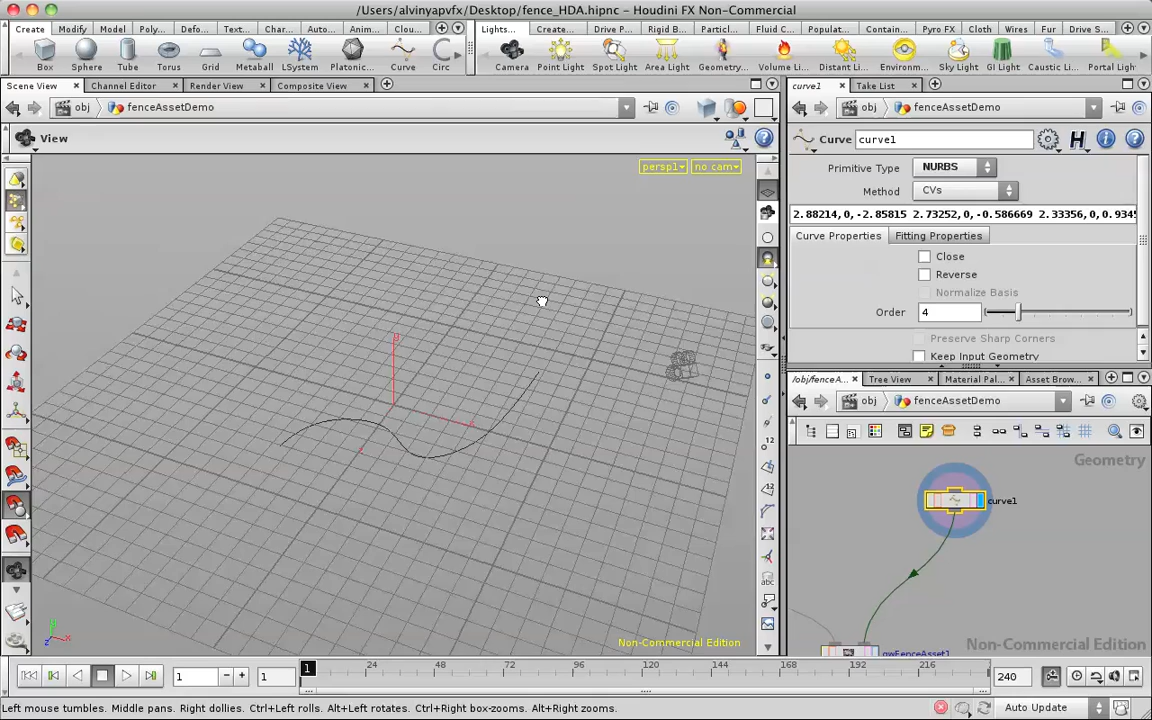 /Users/alvinyapvfx/Desktop/fence_HDA.hipnc - Houdini FX Non-Commercial
Create Modify Model Poly... Defo... Text... Char... Auto... Anim... Clou... Lights... Create... Drive P... Rigid B... Particl... Fluid C... Populat... Contain... Pyro FX Cloth Wires Fur Drive S...
Box Sphere Tube Torus Grid Metaball LSystem Platonic... Curve Circ Camera Point Light Spot Light Area Light Geometry... Volume Li... Distant Li... Environm... Sky Light GI Light Caustic Li... Portal Ligh
Scene View Channel Editor Render View Composite View curve1 Take List
obj fenceAssetDemo obj fenceAssetDemo
View Curve curve1
persp1 no cam
Primitive Type NURBS
Method CVs
2.88214,0,-2.85815 2.73252,0,-0.586669 2.33356,0,0.9345
Curve Properties Fitting Properties
Close
Reverse
Normalize Basis
Order 4
Preserve Sharp Corners
Keep Input Geometry
/obj/fenceA... Tree View Material Pal... Asset Brow...
obj fenceAssetDemo
Geometry
curve1
12
12
abc
Non-Commercial Edition Non-Commercial Edition
gwFenceAsset1
1 1 1 24 48 72 96 120 144 168 192 216 240
Left mouse tumbles. Middle pans. Right dollies. Ctrl+Left rolls. Alt+Left rotates. Ctrl+Right box-zooms. Alt+Right zooms. Auto Update